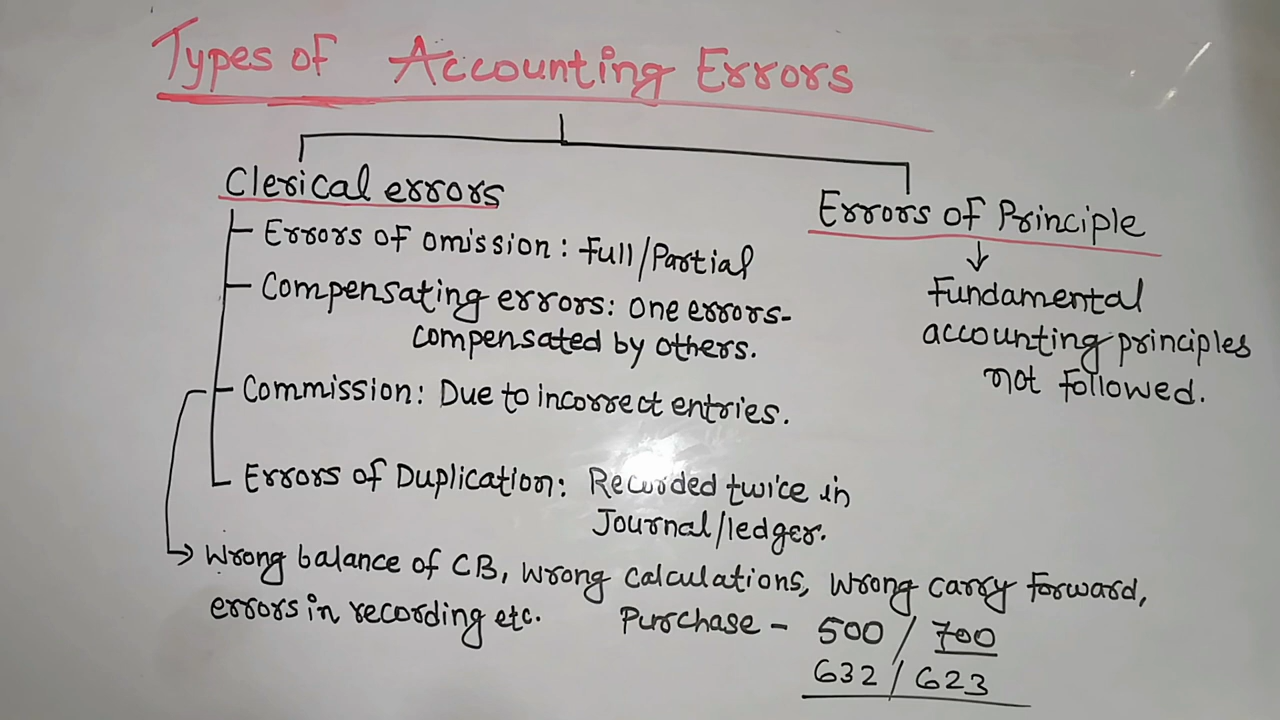 Types of Accounting Errors
Clerical errors
Errors of omission: Full/Partial
Compensating errors: one errors-
compensated by others.
Commission: Due to incorrect entries.
Errors of Duplication: Recorded twice in
Journal/ledger.
Errors of Principle
Fundamental
accounting principles
not followed.
Wrong balance of CB, wrong calculations, wrong carry forward,
errors in recording etc. Purchase - 500 / 700
632 / 623